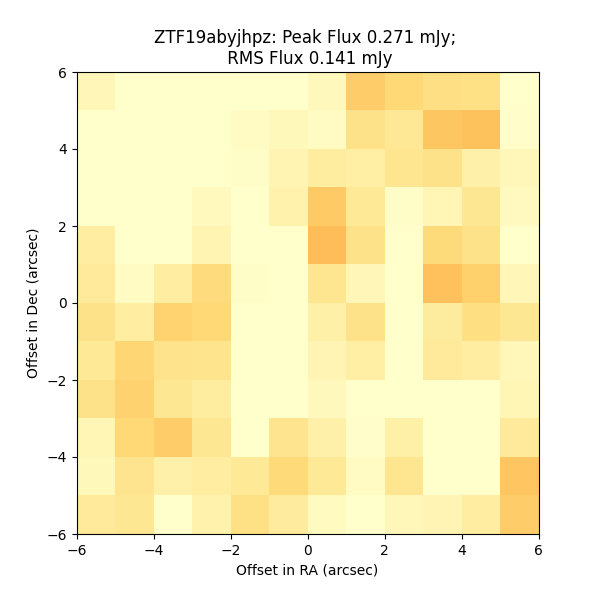 ZTF19abyjhpz: Peak Flux 0.271 mJy;
RMS Flux 0.141 mJy
6
4
2
0
−2
−4
−6
Offset in Dec (arcsec)
−6 −4 −2 0 2 4 6
Offset in RA (arcsec)